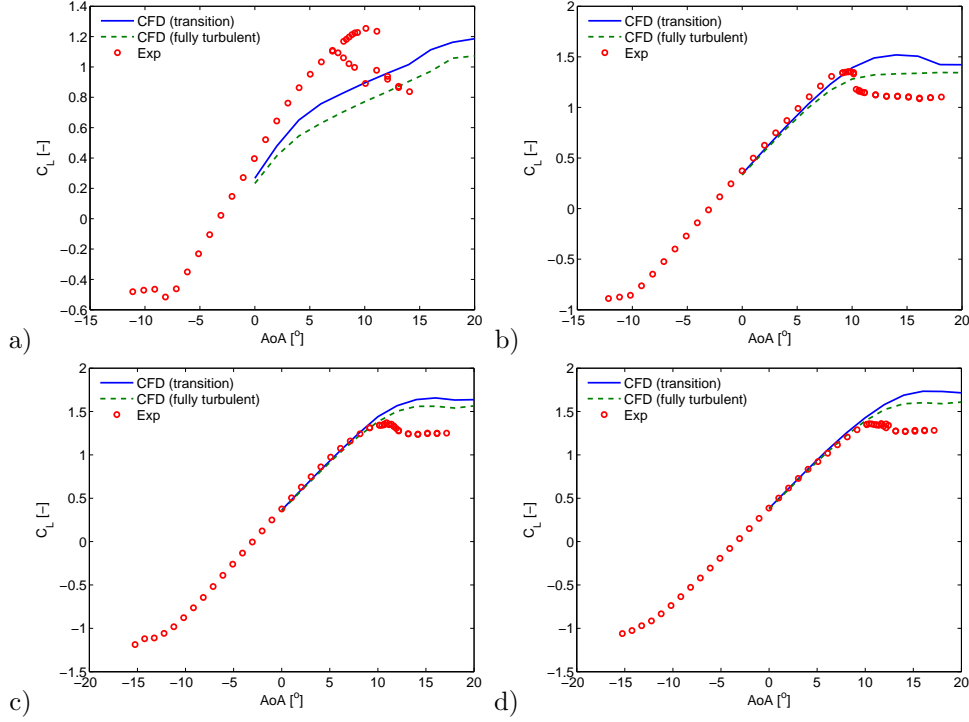 1.4
1.2
1
0.8
0.6
0.4
0.2
0
−0.2
−0.4
−0.6
C_L [−]
CFD (transition)
CFD (fully turbulent)
Exp
−15 −10 −5 0 5 10 15 20
AoA [°]
a)
2
1.5
1
0.5
0
−0.5
−1
C_L [−]
CFD (transition)
CFD (fully turbulent)
Exp
−15 −10 −5 0 5 10 15 20
AoA [°]
b)
2
1.5
1
0.5
0
−0.5
−1
−1.5
C_L [−]
CFD (transition)
CFD (fully turbulent)
Exp
−20 −15 −10 −5 0 5 10 15 20
AoA [°]
c)
2
1.5
1
0.5
0
−0.5
−1
−1.5
C_L [−]
CFD (transition)
CFD (fully turbulent)
Exp
−20 −15 −10 −5 0 5 10 15 20
AoA [°]
d)